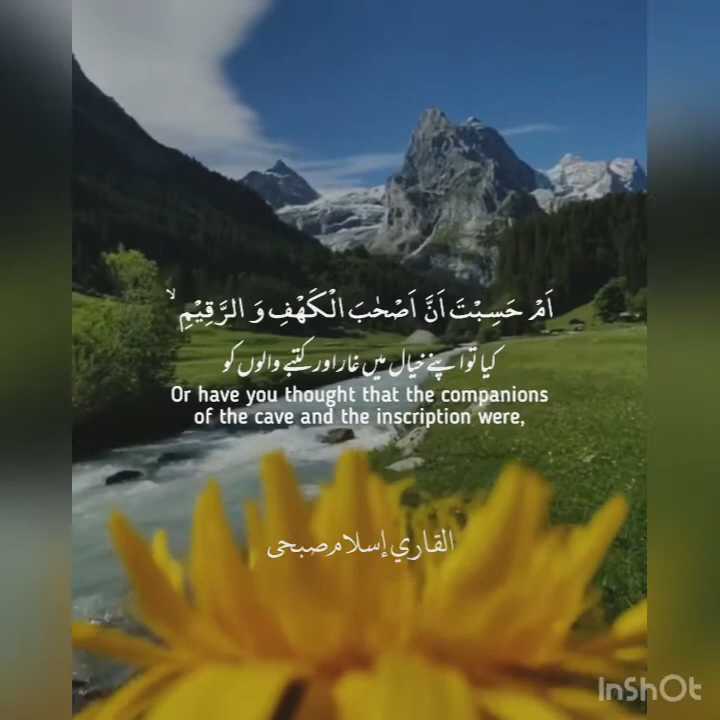 اَمْ حَسِبْتَ اَنَّ اَصْحٰبَ الْكَهْفِ وَ الرَّقِیْمِ ۙ
کیا تو اپنے خیال میں غار اور کتبے والوں کو
Or have you thought that the companions
of the cave and the inscription were,
القاري إسلام صبحى
InShOt